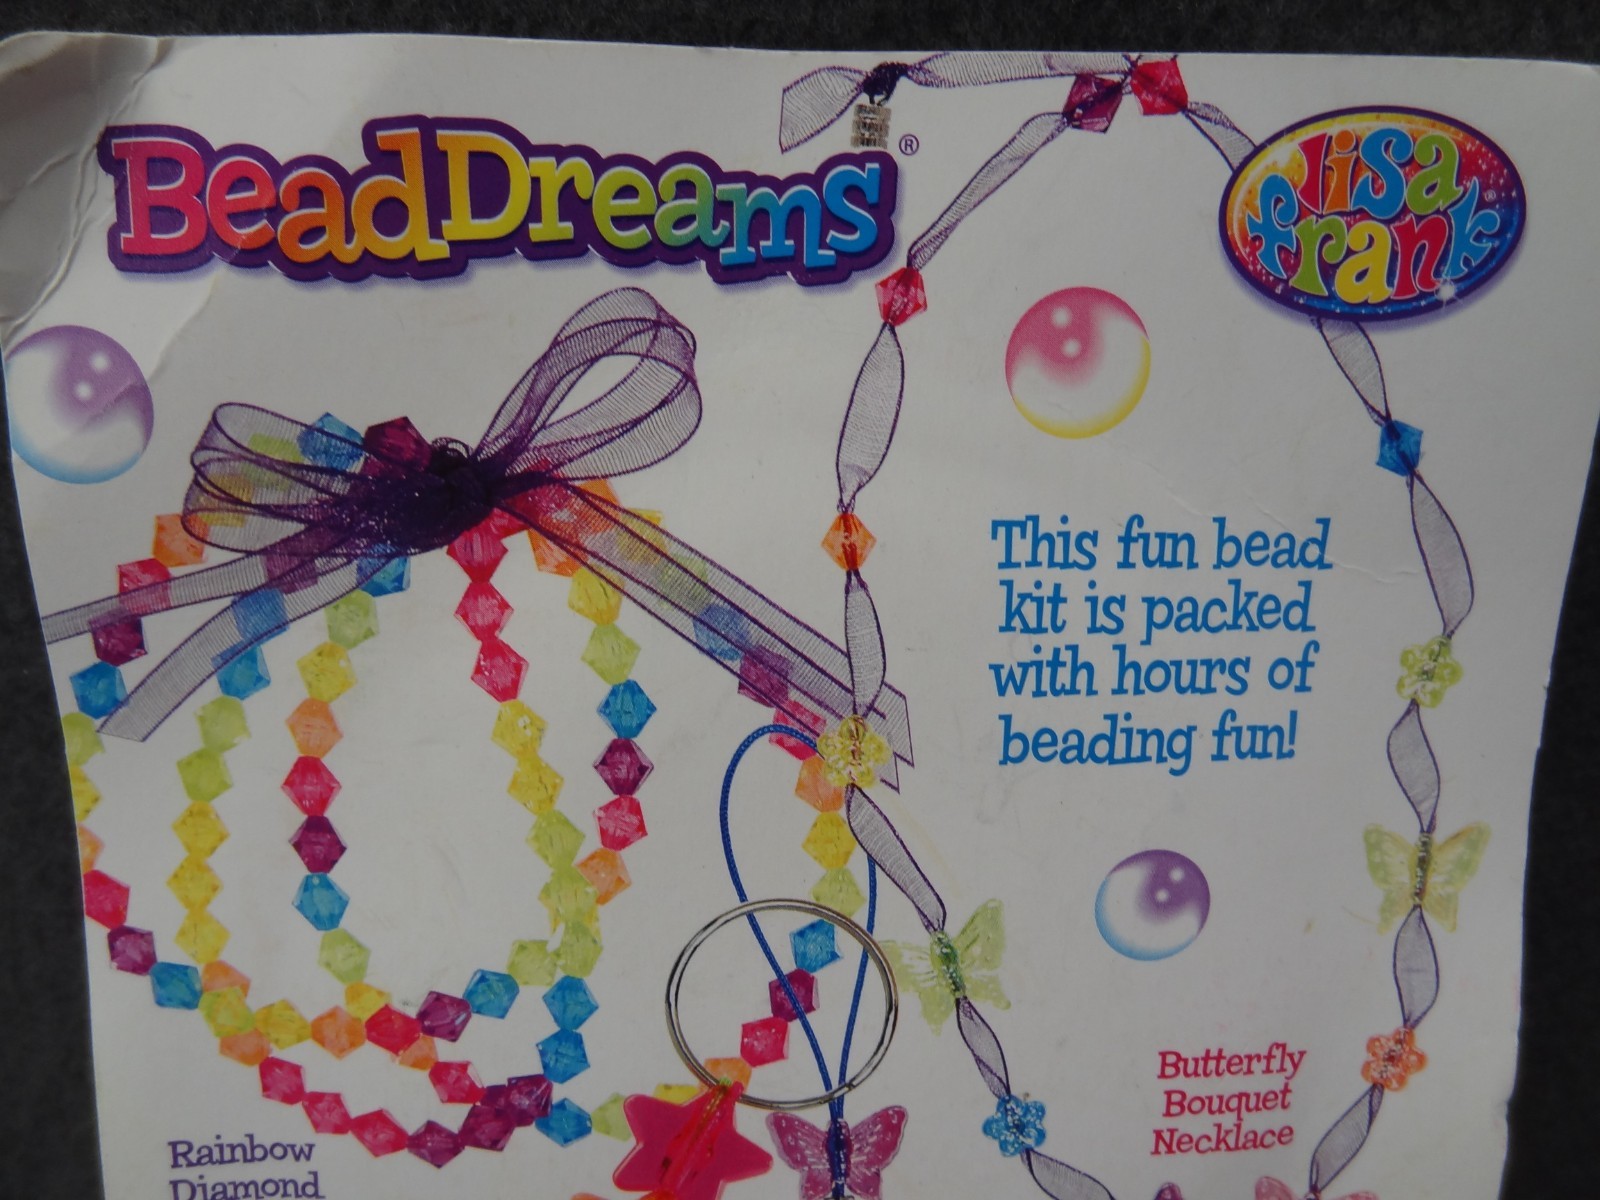 BeadDreams®
lisa
frank®
This fun bead
kit is packed
with hours of
beading fun!
Butterfly
Bouquet
Necklace
Rainbow
Diamond